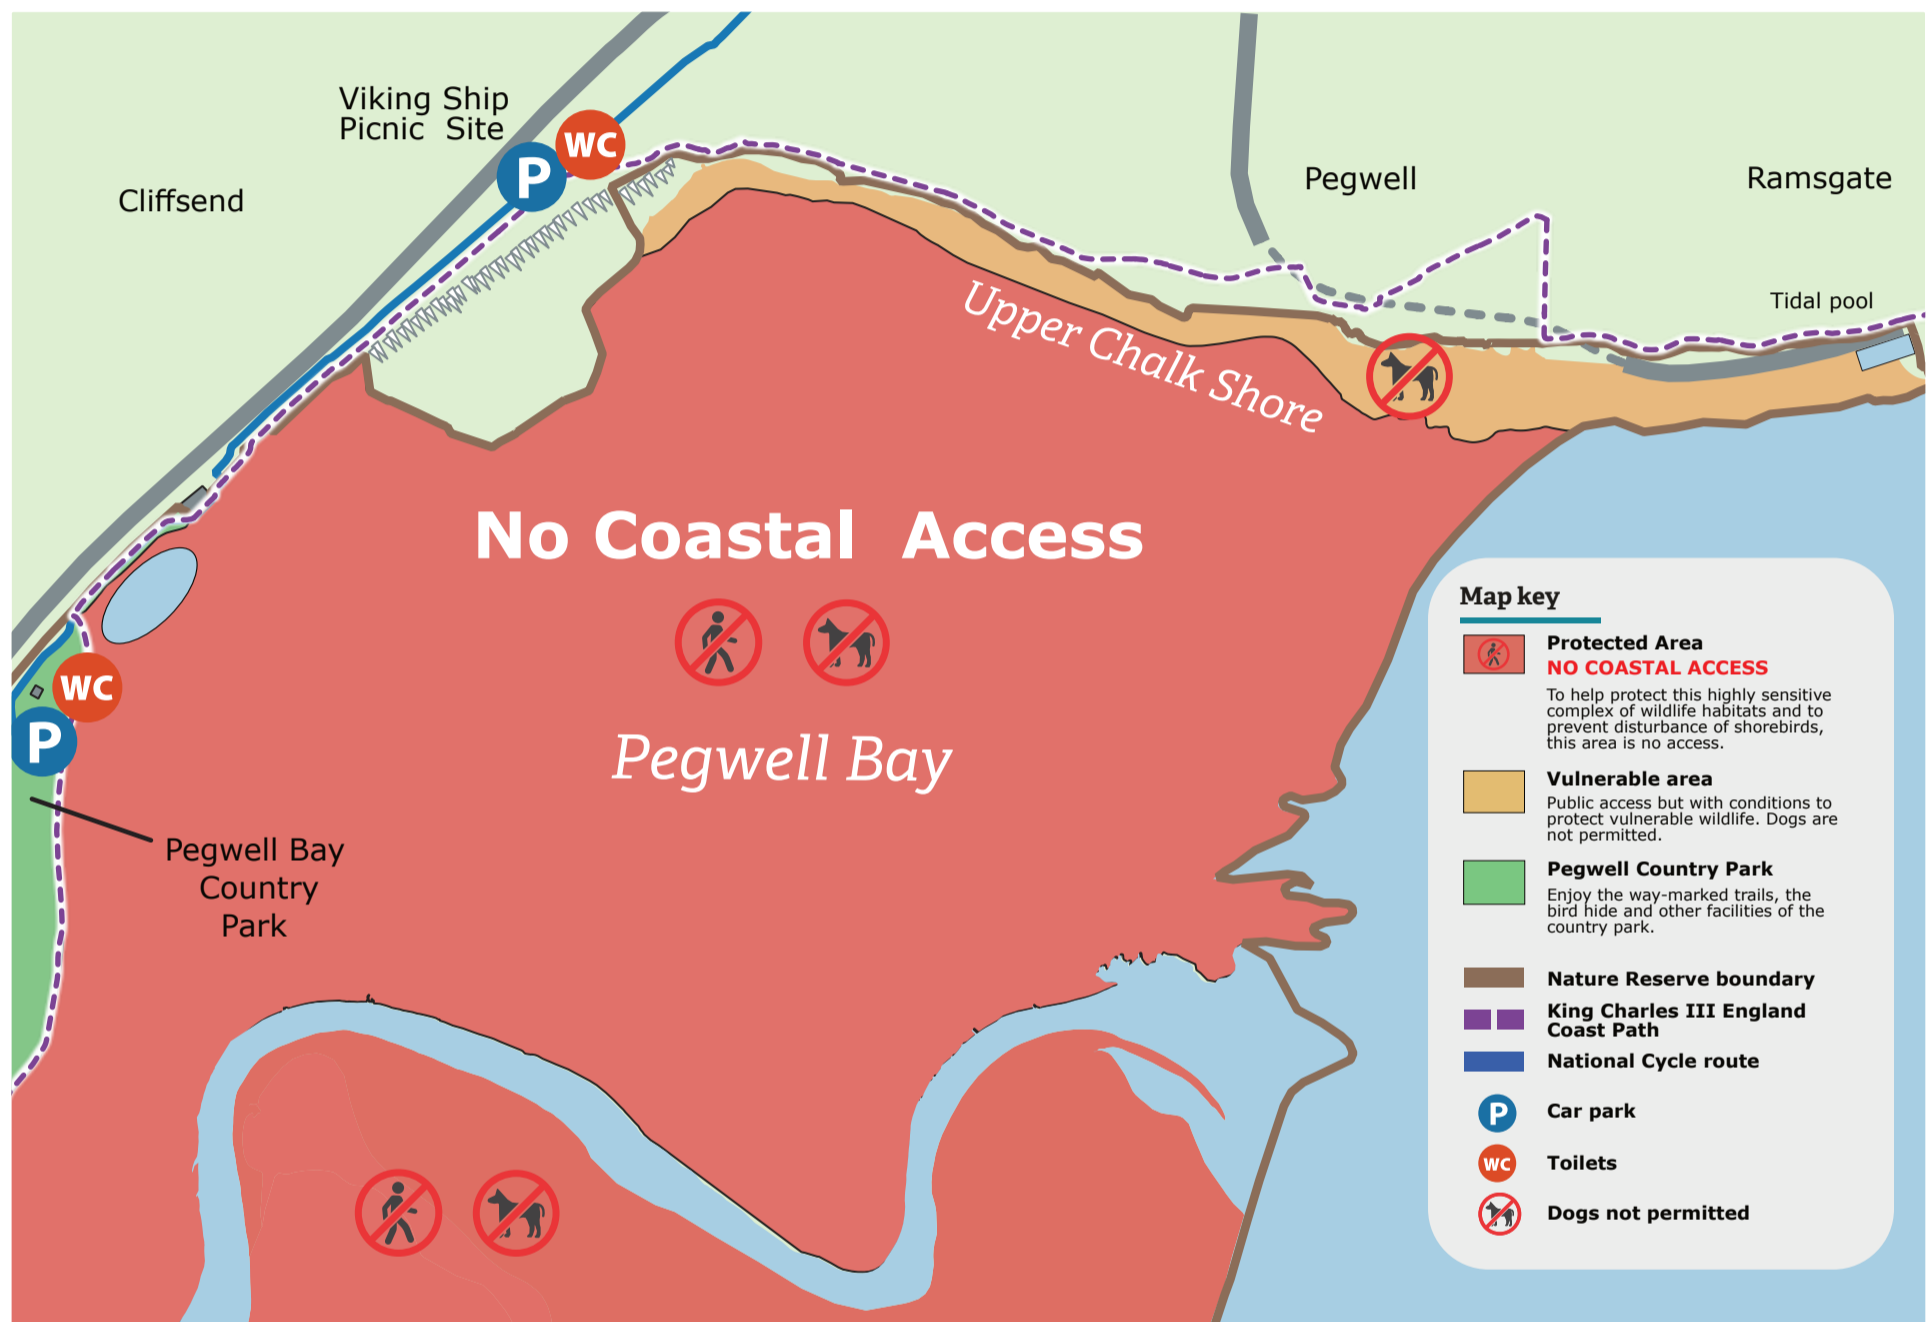 Viking Ship
Picnic Site
WC
P
Cliffsend
Pegwell
Ramsgate
Tidal pool
Upper Chalk Shore
No Coastal Access
Pegwell Bay
WC
P
Pegwell Bay
Country
Park
Map key
Protected Area
NO COASTAL ACCESS
To help protect this highly sensitive
complex of wildlife habitats and to
prevent disturbance of shorebirds,
this area is no access.
Vulnerable area
Public access but with conditions to
protect vulnerable wildlife. Dogs are
not permitted.
Pegwell Country Park
Enjoy the way-marked trails, the
bird hide and other facilities of the
country park.
Nature Reserve boundary
King Charles III England
Coast Path
National Cycle route
P Car park
WC Toilets
Dogs not permitted